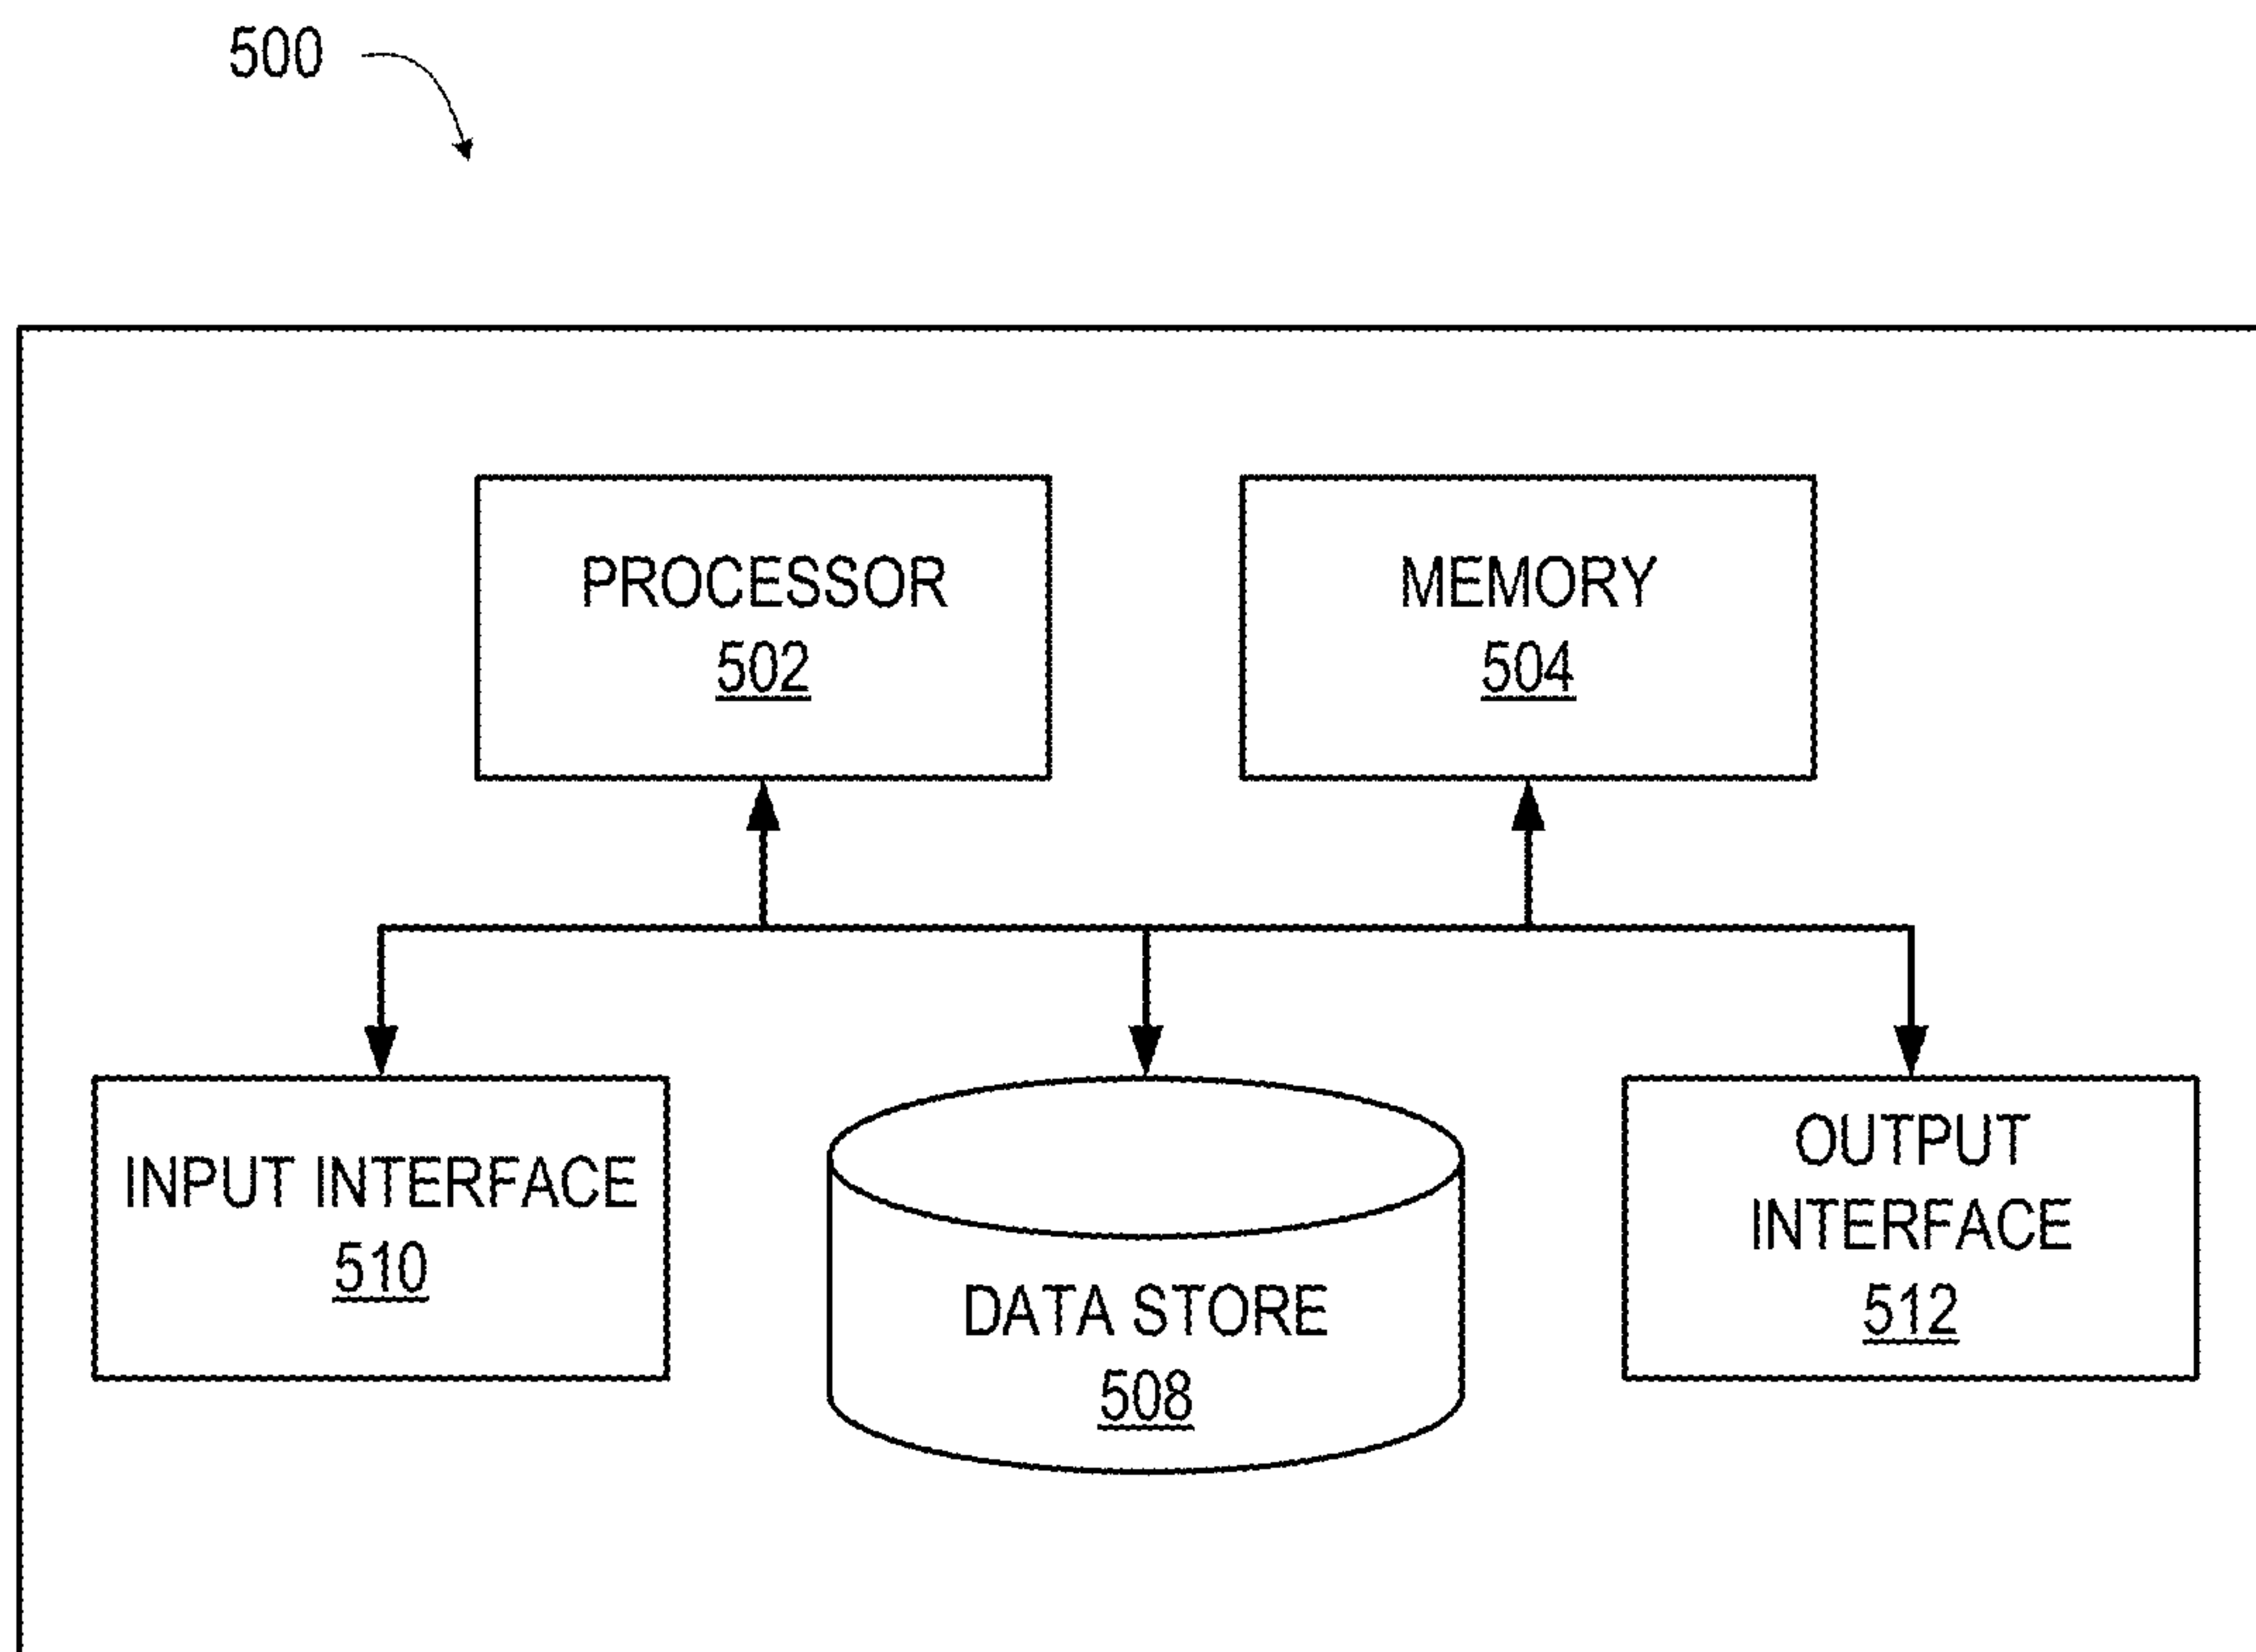 500
PROCESSOR
502
MEMORY
504
INPUT INTERFACE
510
DATA STORE
508
OUTPUT
INTERFACE
512